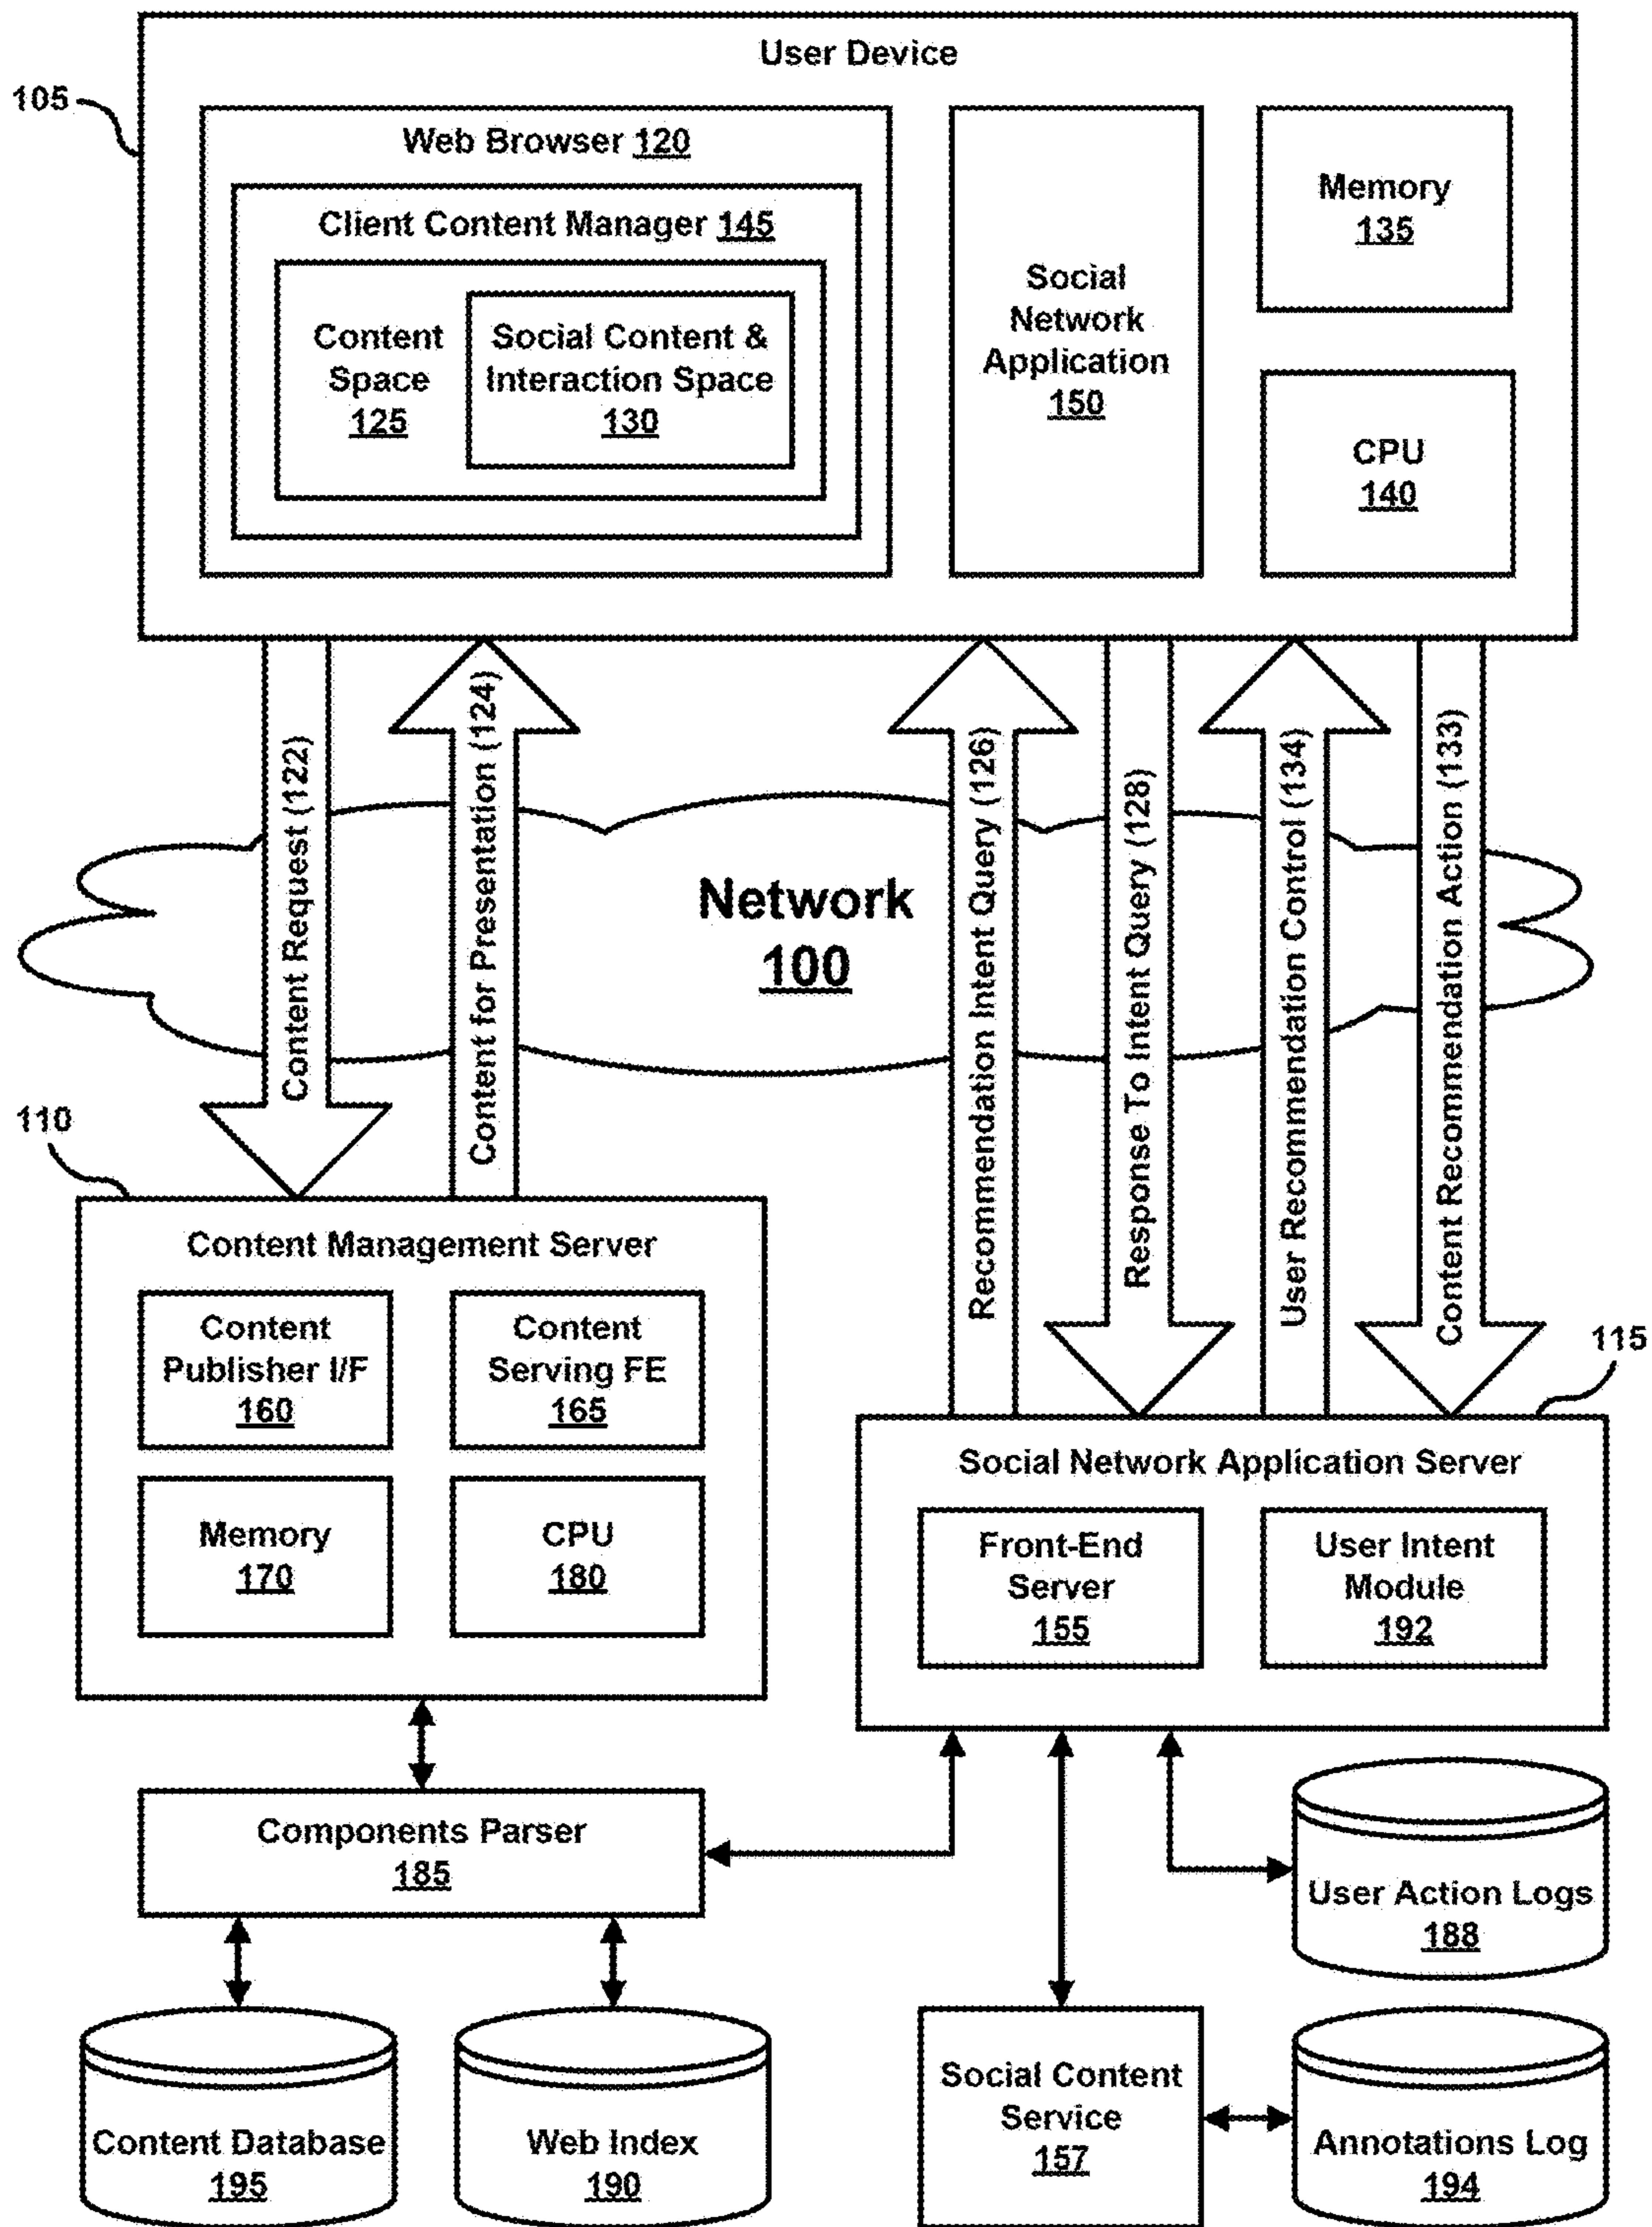 User Device
105
Web Browser 120
Client Content Manager 145
Content
Space
125
Social Content &
Interaction Space
130
Social
Network
Application
150
Memory
135
CPU
140
Content Request (122)
Content for Presentation (124)
Recommendation Intent Query (126)
Response To Intent Query (128)
User Recommendation Control (134)
Content Recommendation Action (133)
Network
100
110
Content Management Server
Content
Publisher I/F
160
Content
Serving FE
165
Memory
170
CPU
180
115
Social Network Application Server
Front-End
Server
155
User Intent
Module
192
Components Parser
185
User Action Logs
188
Content Database
195
Web Index
190
Social Content
Service
157
Annotations Log
194